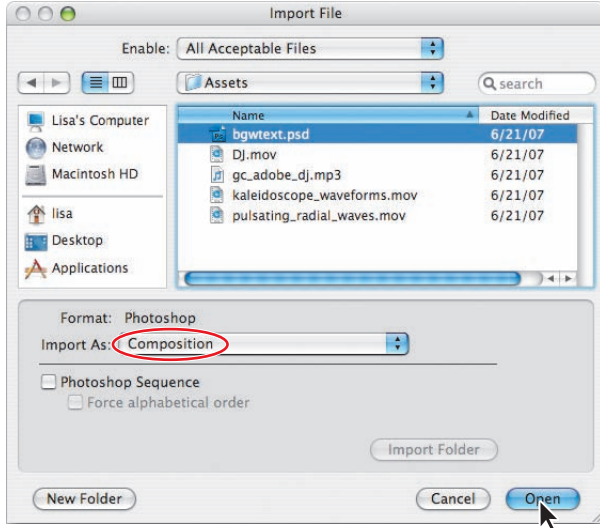 Import File
Enable: All Acceptable Files
Assets
search
Lisa's Computer
Network
Macintosh HD
lisa
Desktop
Applications
Name Date Modified
bgwtext.psd 6/21/07
DJ.mov 6/21/07
gc_adobe_dj.mp3 6/21/07
kaleidoscope_waveforms.mov 6/21/07
pulsating_radial_waves.mov 6/21/07
Format: Photoshop
Import As: Composition
Photoshop Sequence
Force alphabetical order
Import Folder
New Folder Cancel Open